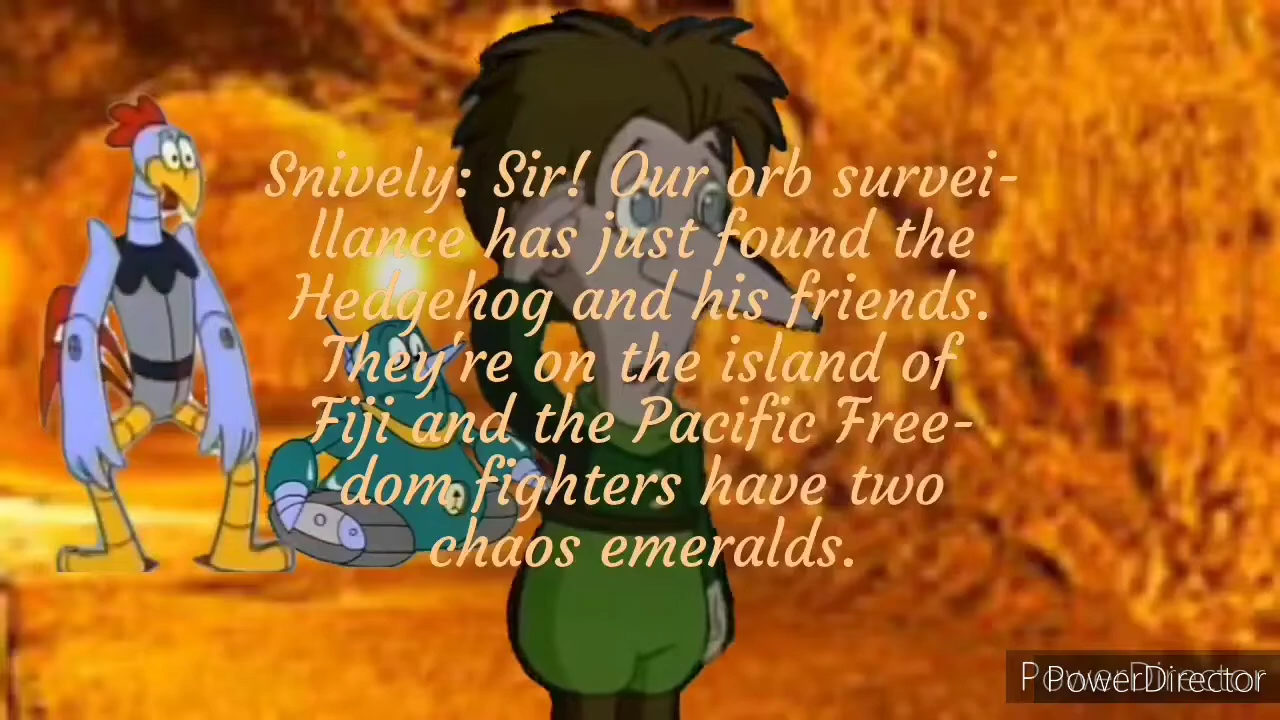 Snively: Sir! Our orb survei-
llance has just found the
Hedgehog and his friends.
They're on the island of
Fiji and the Pacific Free-
dom fighters have two
chaos emeralds.
PowerDirector
PowerDirector